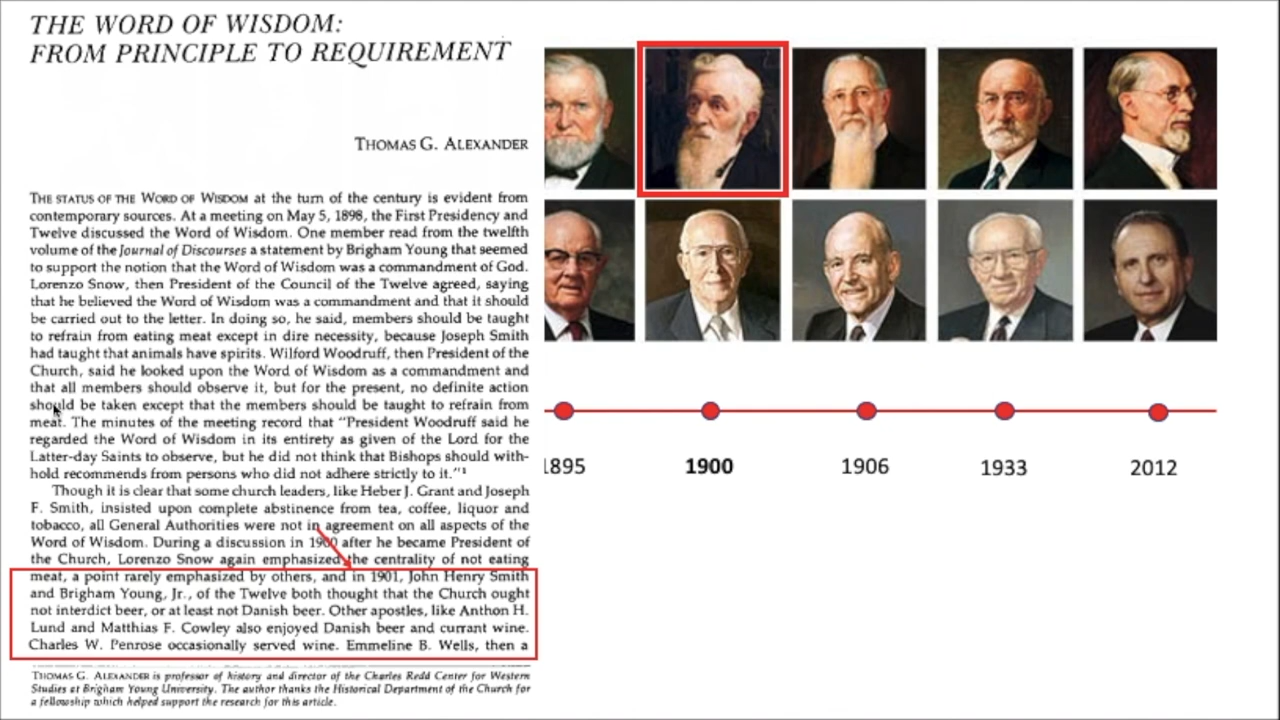 THE WORD OF WISDOM:
FROM PRINCIPLE TO REQUIREMENT
THOMAS G. ALEXANDER
THE STATUS OF THE WORD OF WISDOM at the turn of the century is evident from
contemporary sources. At a meeting on May 5, 1898, the First Presidency and
Twelve discussed the Word of Wisdom. One member read from the twelfth
volume of the Journal of Discourses a statement by Brigham Young that seemed
to support the notion that the Word of Wisdom was a commandment of God.
Lorenzo Snow, then President of the Council of the Twelve agreed, saying
that he believed the Word of Wisdom was a commandment and that it should
be carried out to the letter. In doing so, he said, members should be taught
to refrain from eating meat except in dire necessity, because Joseph Smith
had taught that animals have spirits. Wilford Woodruff, then President of the
Church, said he looked upon the Word of Wisdom as a commandment and
that all members should observe it, but for the present, no definite action
should be taken except that the members should be taught to refrain from
meat. The minutes of the meeting record that "President Woodruff said he
regarded the Word of Wisdom in its entirety as given of the Lord for the
Latter-day Saints to observe, but he did not think that Bishops should with-
hold recommends from persons who did not adhere strictly to it."¹
Though it is clear that some church leaders, like Heber J. Grant and Joseph
F. Smith, insisted upon complete abstinence from tea, coffee, liquor and
tobacco, all General Authorities were not in agreement on all aspects of the
Word of Wisdom. During a discussion in 1900 after he became President of
the Church, Lorenzo Snow again emphasized the centrality of not eating
meat, a point rarely emphasized by others, and in 1901, John Henry Smith
and Brigham Young, Jr., of the Twelve both thought that the Church ought
not interdict beer, or at least not Danish beer. Other apostles, like Anthon H.
Lund and Matthias F. Cowley also enjoyed Danish beer and currant wine.
Charles W. Penrose occasionally served wine. Emmeline B. Wells, then a
THOMAS G. ALEXANDER is professor of history and director of the Charles Redd Center for Western
Studies at Brigham Young University. The author thanks the Historical Department of the Church for
a fellowship which helped support the research for this article.
1895 1900 1906 1933 2012